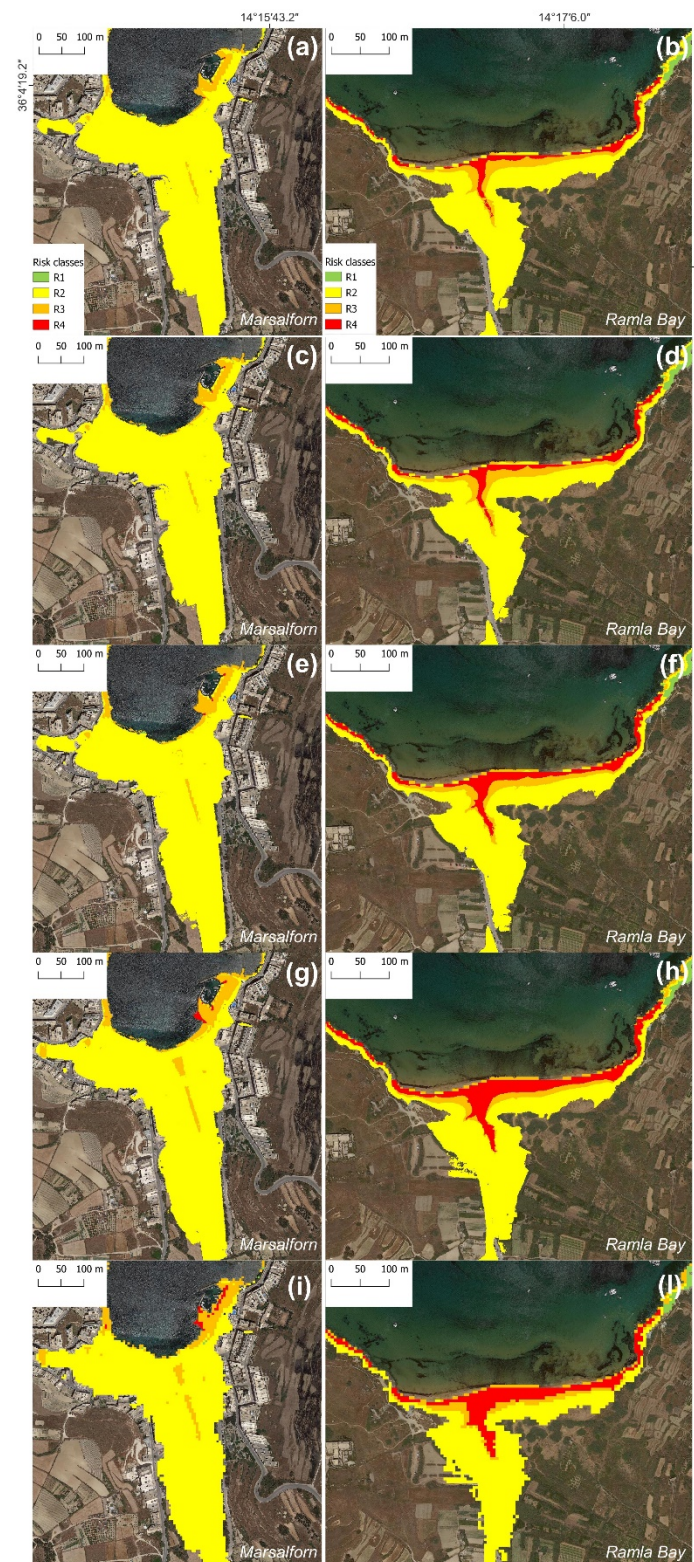 14°15'43.2"
14°17'6.0"
36°4'19.2"
0 50 100 m
(a)
0 50 100 m
(b)
Risk classes
R1
R2
R3
R4
Marsalforn
Risk classes
R1
R2
R3
R4
Ramla Bay
0 50 100 m
(c)
0 50 100 m
(d)
Marsalforn
Ramla Bay
0 50 100 m
(e)
0 50 100 m
(f)
Marsalforn
Ramla Bay
0 50 100 m
(g)
0 50 100 m
(h)
Marsalforn
Ramla Bay
0 50 100 m
(i)
0 50 100 m
(l)
Marsalforn
Ramla Bay